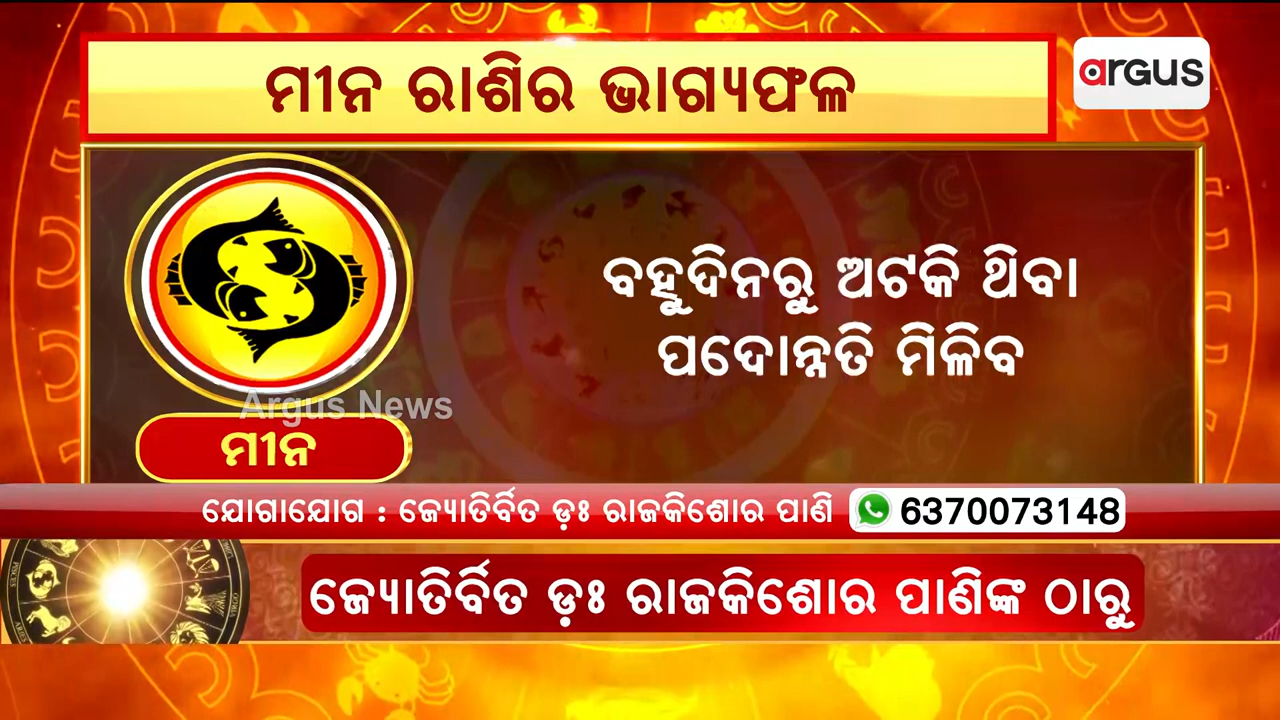 ମୀନ ରାଶିର ଭାଗ୍ୟଫଳ
argus
ବହୁଦିନରୁ ଅଟକି ଥିବା
ପଦୋନ୍ନତି ମିଳିବ
Argus News
ମୀନ
ଯୋଗାଯୋଗ : ଜ୍ୟୋତିର୍ବିତ ଡ଼ଃ ରାଜକିଶୋର ପାଣି 6370073148
ଜ୍ୟୋତିର୍ବିତ ଡ଼ଃ ରାଜକିଶୋର ପାଣିଙ୍କ ଠାରୁ